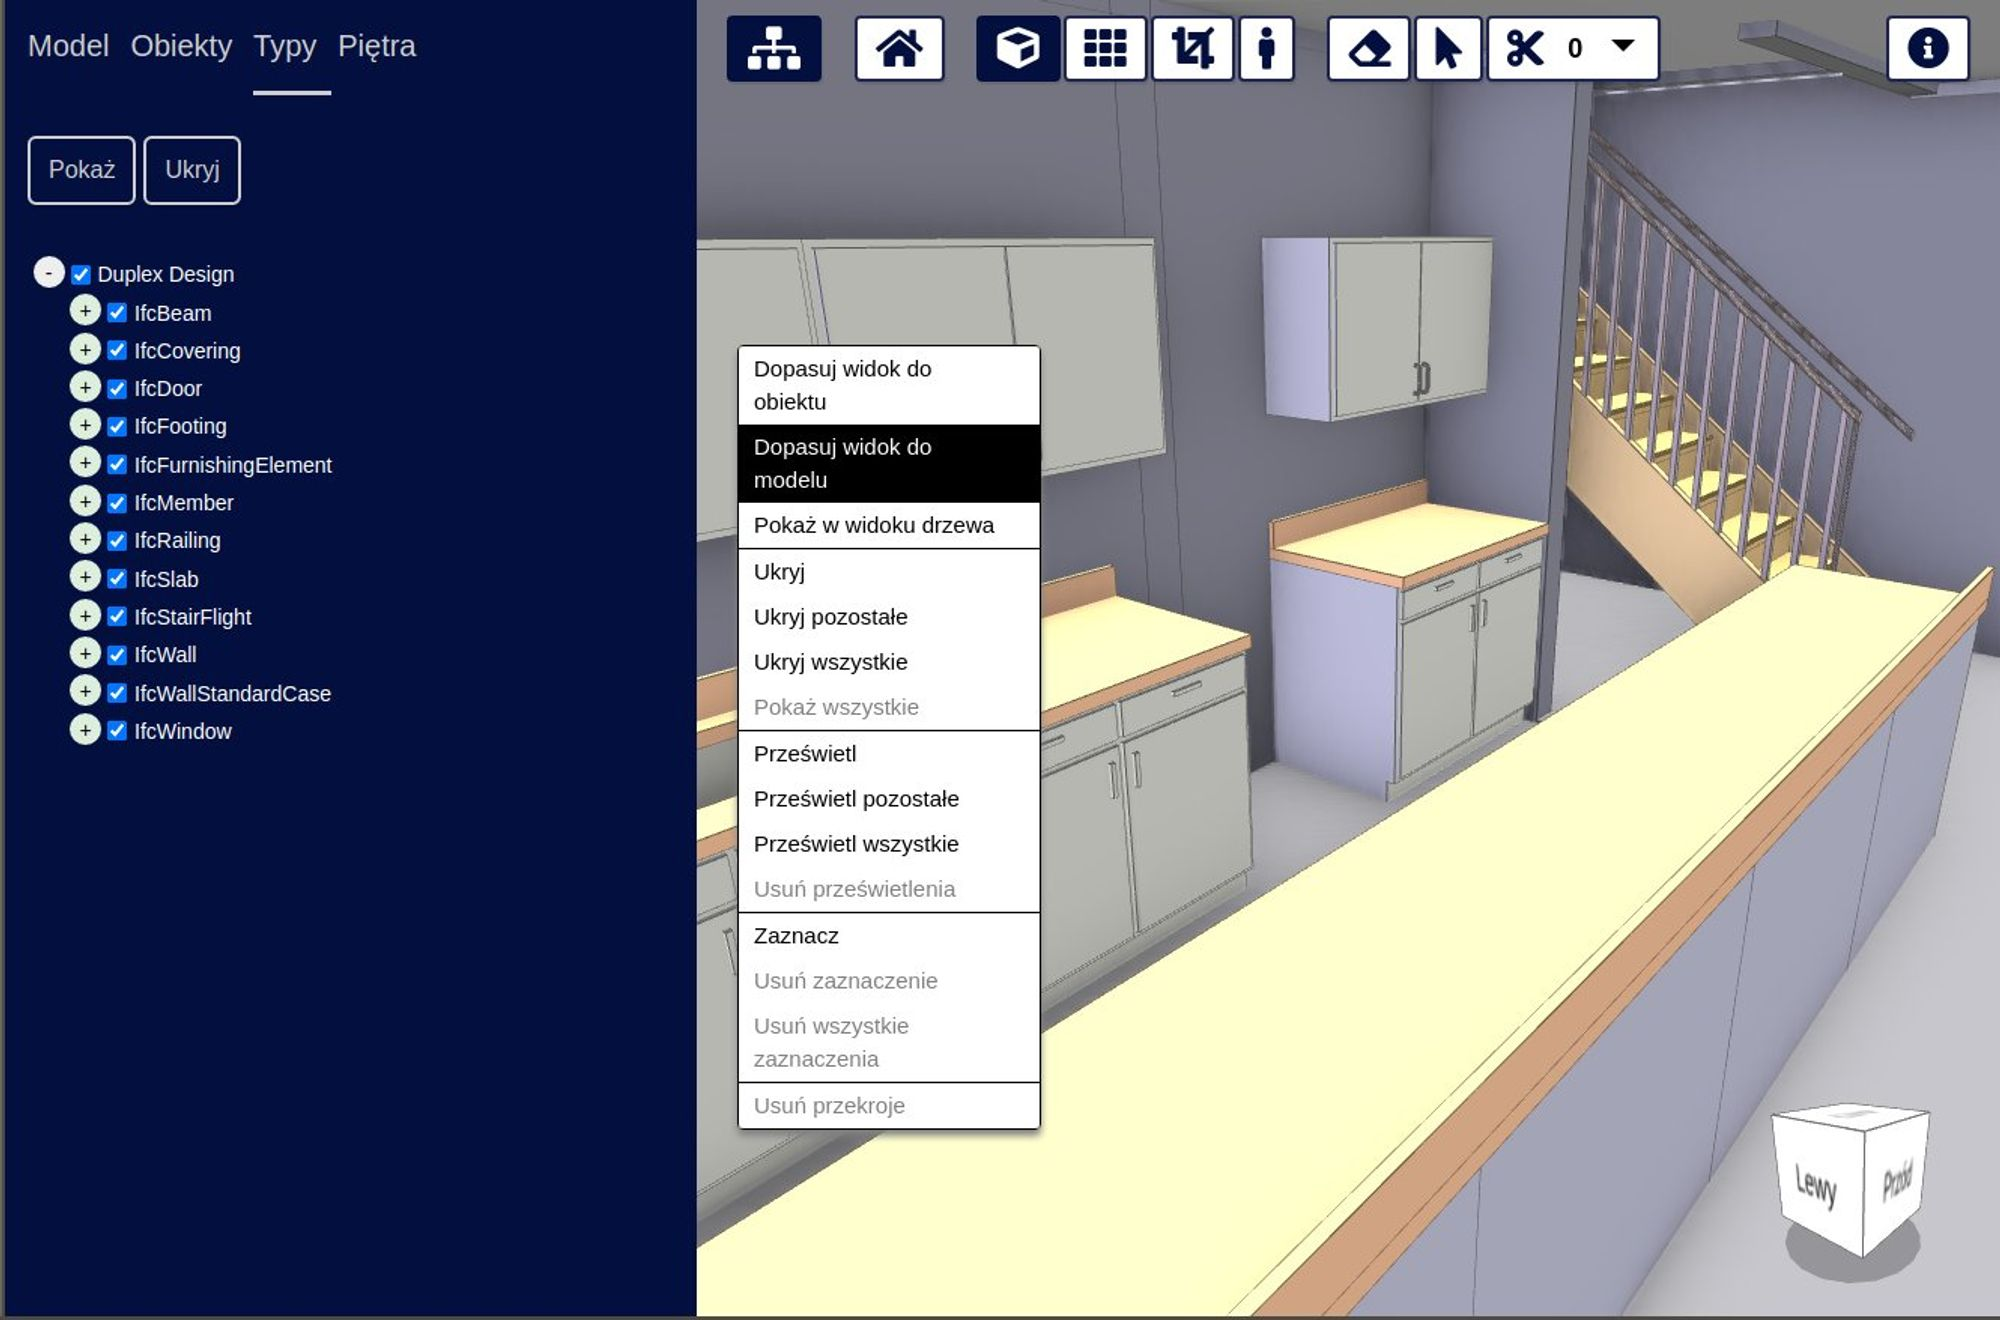 Model Obiekty Typy Piętra
Pokaż Ukryj
- Duplex Design
+ IfcBeam
+ IfcCovering
+ IfcDoor
+ IfcFooting
+ IfcFurnishingElement
+ IfcMember
+ IfcRailing
+ IfcSlab
+ IfcStairFlight
+ IfcWall
+ IfcWallStandardCase
+ IfcWindow
0
Dopasuj widok do
obiektu
Dopasuj widok do
modelu
Pokaż w widoku drzewa
Ukryj
Ukryj pozostałe
Ukryj wszystkie
Pokaż wszystkie
Prześwietl
Prześwietl pozostałe
Prześwietl wszystkie
Usuń prześwietlenia
Zaznacz
Usuń zaznaczenie
Usuń wszystkie
zaznaczenia
Usuń przekroje
Lewy
Przód